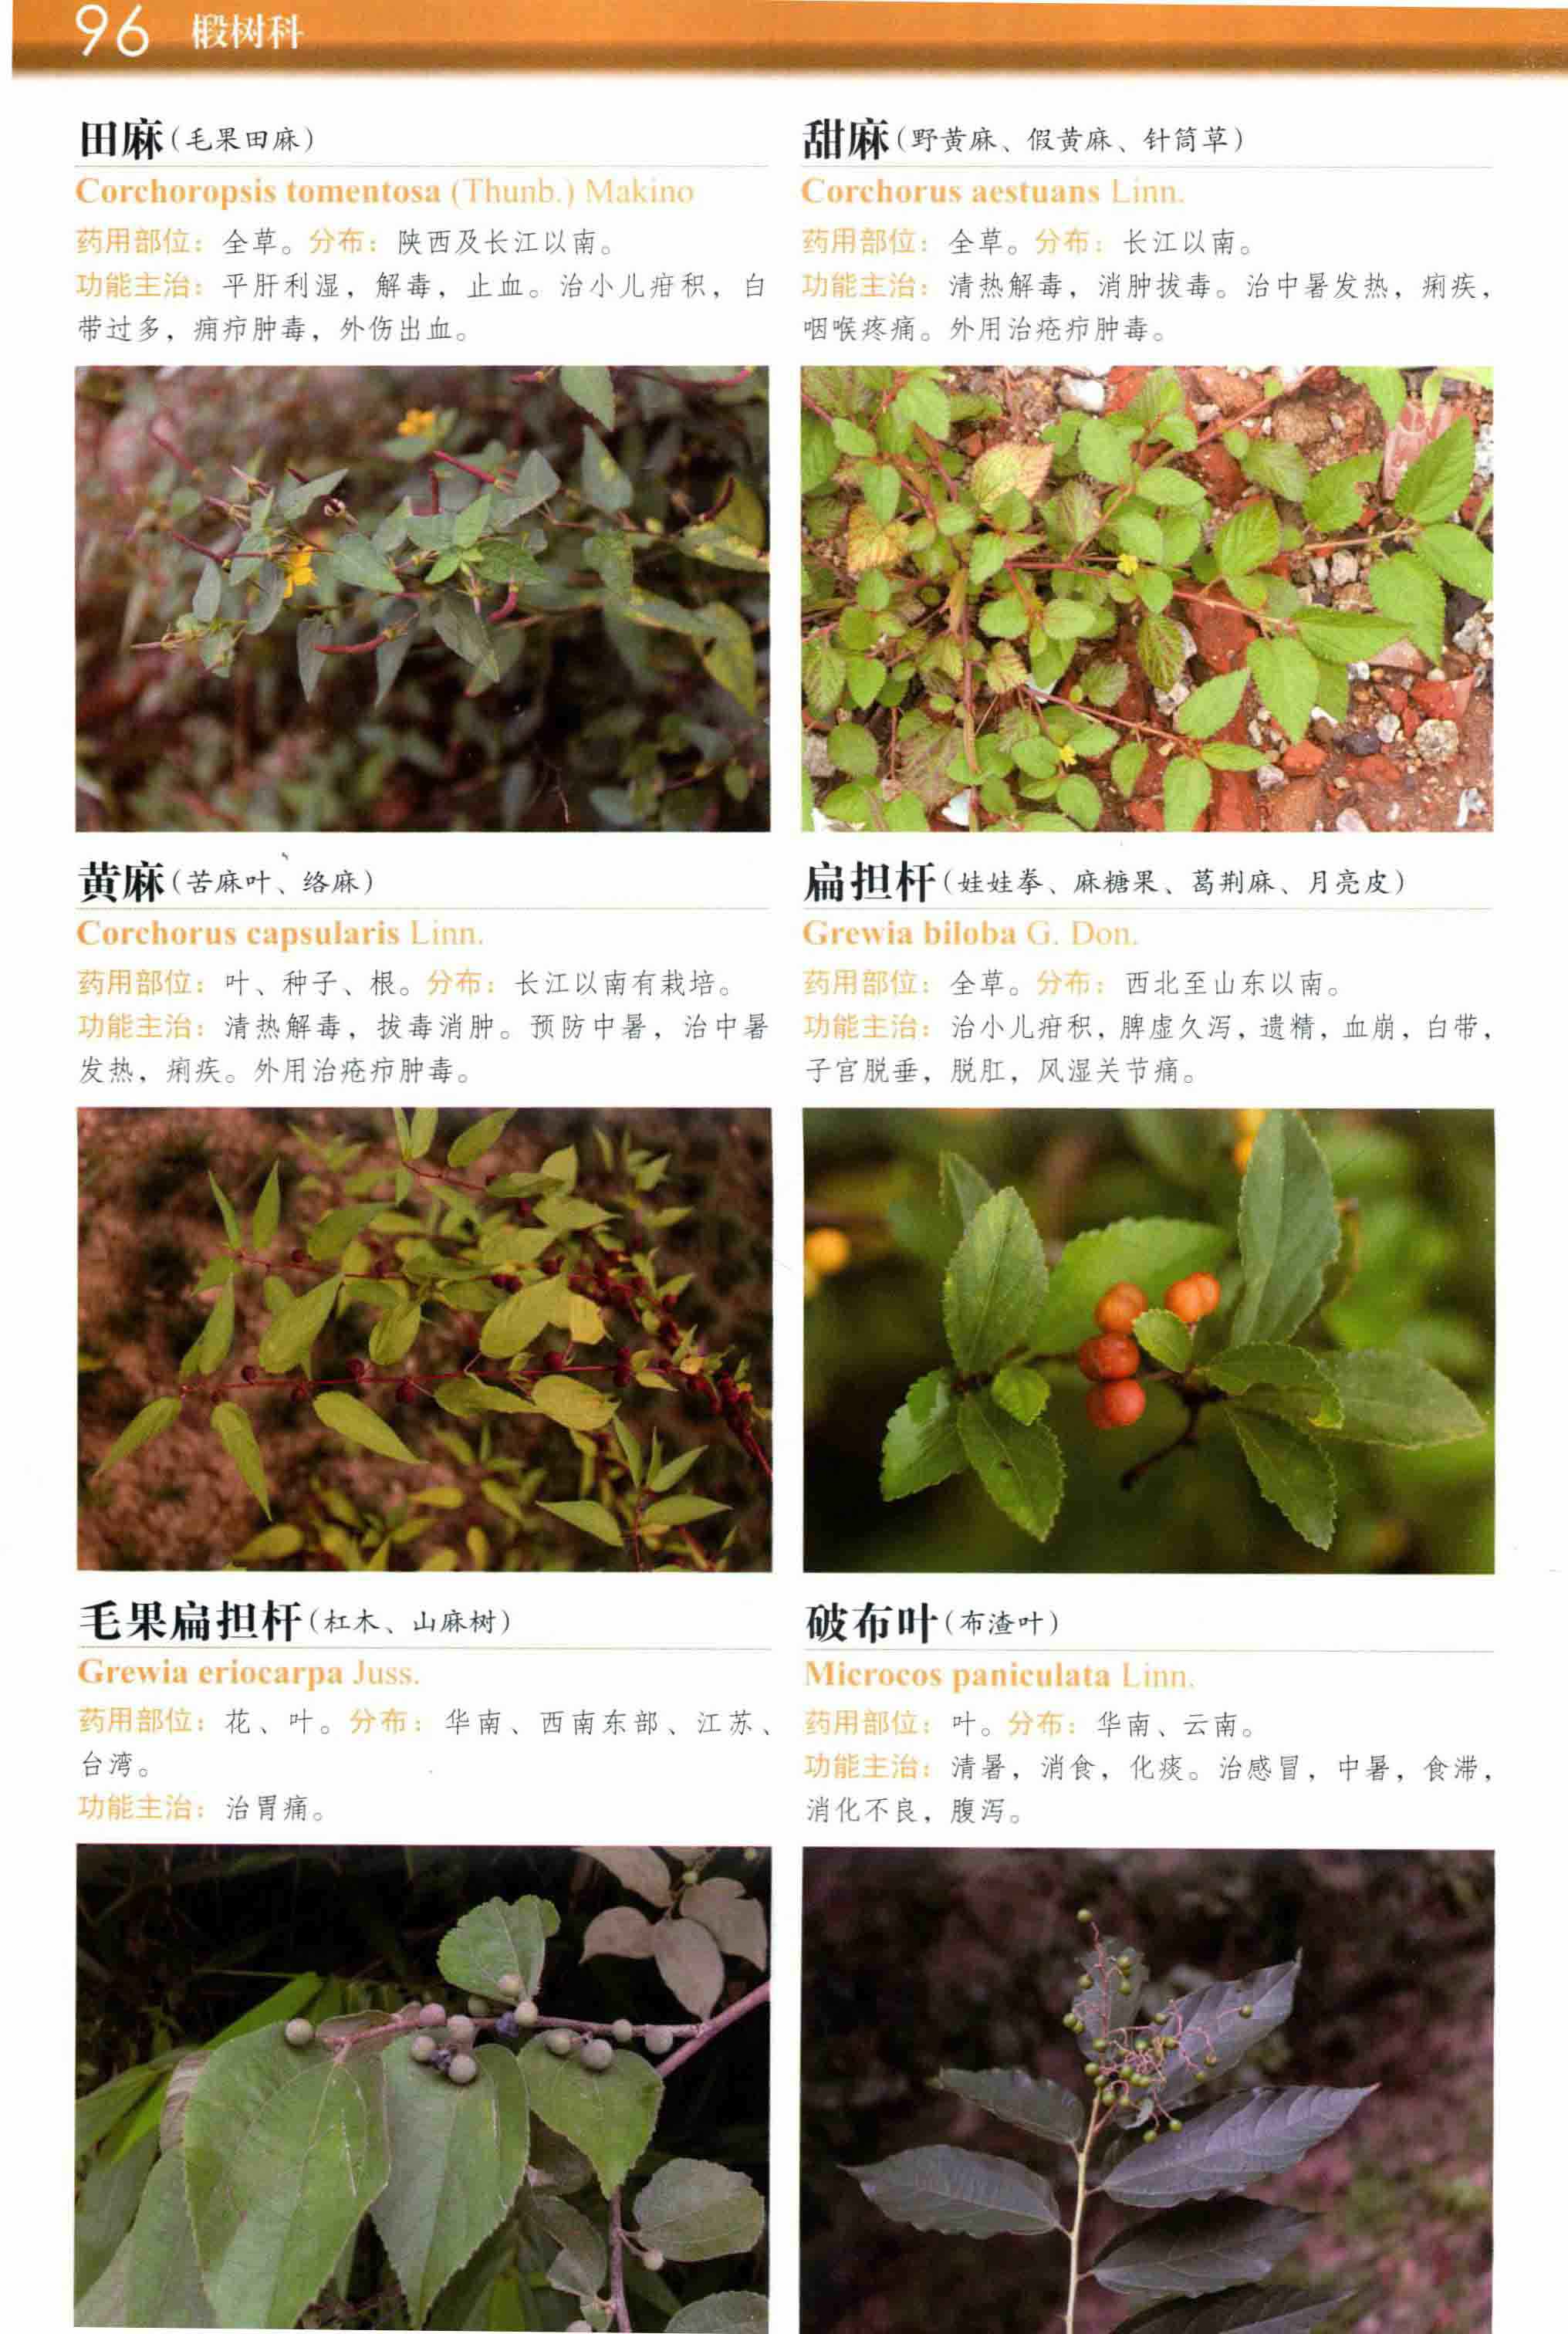 96 椴树科
田麻(毛果田麻)
Corchoropsis tomentosa (Thunb.) Makino
药用部位：全草。分布：陕西及长江以南。
功能主治：平肝利湿，解毒，止血。治小儿疳积，白
带过多，痈疖肿毒，外伤出血。
甜麻(野黄麻、假黄麻、针筒草)
Corchorus aestuans Linn.
药用部位：全草。分布：长江以南。
功能主治：清热解毒，消肿拔毒。治中暑发热，痢疾，
咽喉疼痛。外用治疮疖肿毒。
黄麻(苦麻叶、络麻)
Corchorus capsularis Linn.
药用部位：叶、种子、根。分布：长江以南有栽培。
功能主治：清热解毒，拔毒消肿。预防中暑，治中暑
发热，痢疾。外用治疮疖肿毒。
扁担杆(娃娃拳、麻糖果、葛荆麻、月亮皮)
Grewia biloba G. Don.
药用部位：全草。分布：西北至山东以南。
功能主治：治小儿疳积，脾虚久泻，遗精，血崩，白带，
子宫脱垂，脱肛，风湿关节痛。
毛果扁担杆(杠木、山麻树)
Grewia eriocarpa Juss.
药用部位：花、叶。分布：华南、西南东部、江苏、
台湾。
功能主治：治胃痛。
破布叶(布渣叶)
Microcos paniculata Linn.
药用部位：叶。分布：华南、云南。
功能主治：清暑，消食，化痰。治感冒，中暑，食滞，
消化不良，腹泻。